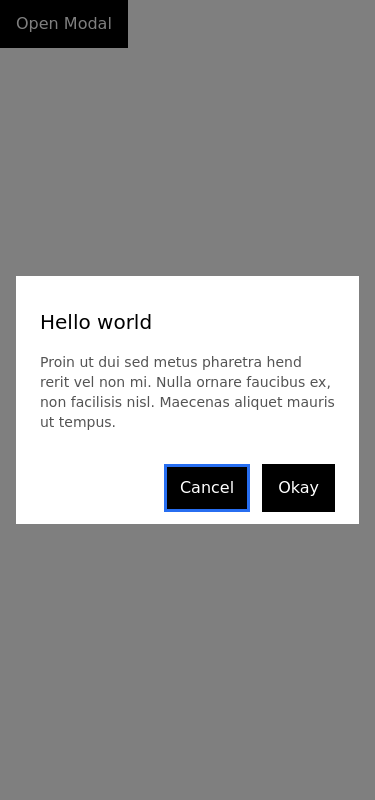 Open Modal
Hello world
Proin ut dui sed metus pharetra hend
rerit vel non mi. Nulla ornare faucibus ex,
non facilisis nisl. Maecenas aliquet mauris
ut tempus.
Cancel Okay